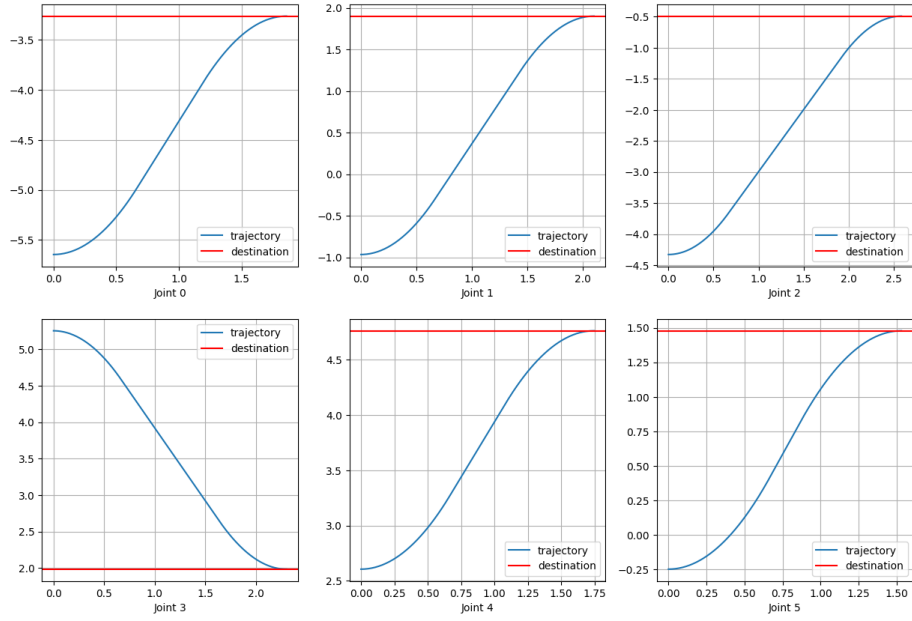 −3.5
−4.0
−4.5
−5.0
−5.5
0.0 0.5 1.0 1.5
trajectory
destination
Joint 0
2.0
1.5
1.0
0.5
0.0
−0.5
−1.0
0.0 0.5 1.0 1.5 2.0
trajectory
destination
Joint 1
−0.5
−1.0
−1.5
−2.0
−2.5
−3.0
−3.5
−4.0
−4.5
0.0 0.5 1.0 1.5 2.0 2.5
trajectory
destination
Joint 2
5.0
4.5
4.0
3.5
3.0
2.5
2.0
0.0 0.5 1.0 1.5 2.0
trajectory
destination
Joint 3
4.5
4.0
3.5
3.0
2.5
0.00 0.25 0.50 0.75 1.00 1.25 1.50 1.75
trajectory
destination
Joint 4
1.50
1.25
1.00
0.75
0.50
0.25
0.00
−0.25
0.00 0.25 0.50 0.75 1.00 1.25 1.50
trajectory
destination
Joint 5